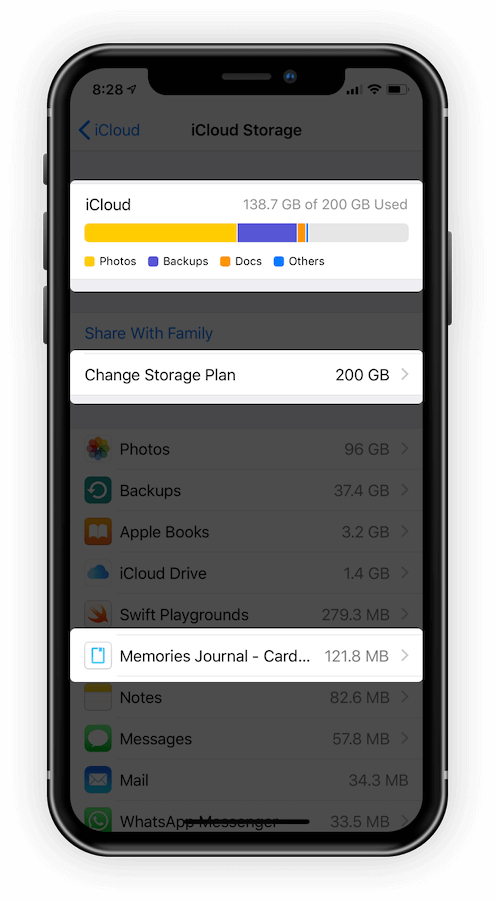 8:28
iCloud
iCloud Storage
iCloud 138.7 GB of 200 GB Used
Photos Backups Docs Others
Share With Family
Change Storage Plan 200 GB
Photos 96 GB
Backups 37.4 GB
Apple Books 3.2 GB
iCloud Drive 1.4 GB
Swift Playgrounds 279.3 MB
Memories Journal - Card... 121.8 MB
Notes 82.6 MB
Messages 57.8 MB
Mail 34.3 MB
WhatsApp Messenger 33.5 MB